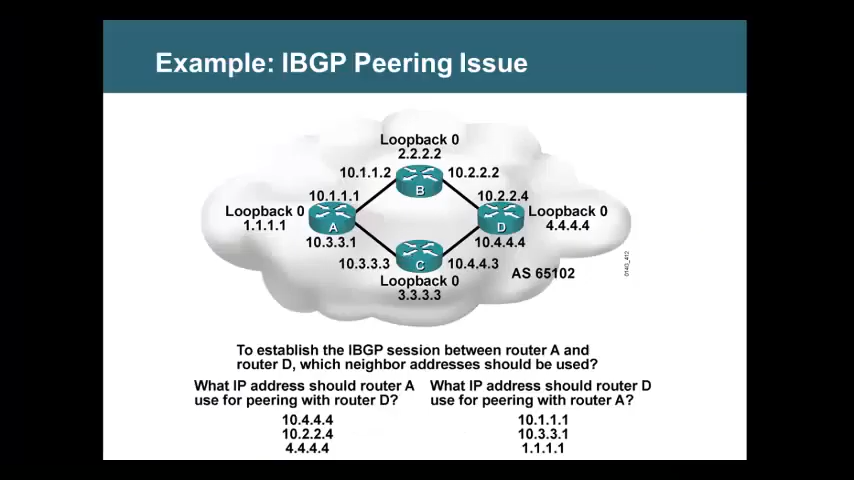 Example: IBGP Peering Issue
Loopback 0
2.2.2.2
10.1.1.2
10.2.2.2
B
10.1.1.1
10.2.2.4
Loopback 0
1.1.1.1
A
D
Loopback 0
4.4.4.4
10.3.3.1
10.4.4.4
10.3.3.3
C
10.4.4.3
AS 65102
Loopback 0
3.3.3.3
To establish the IBGP session between router A and
router D, which neighbor addresses should be used?
What IP address should router A
use for peering with router D?
10.4.4.4
10.2.2.4
4.4.4.4
What IP address should router D
use for peering with router A?
10.1.1.1
10.3.3.1
1.1.1.1